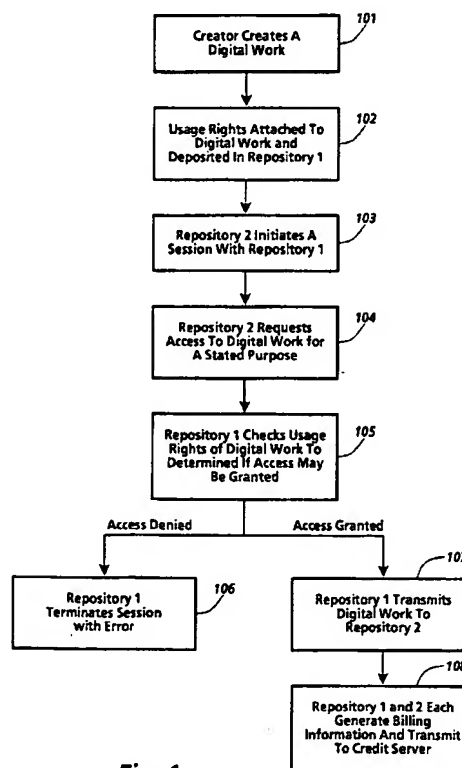 101
Creator Creates A
Digital Work
102
Usage Rights Attached To
Digital Work and
Deposited In Repository 1
103
Repository 2 Initiates A
Session With Repository 1
104
Repository 2 Requests
Access To Digital Work for
A Stated Purpose
105
Repository 1 Checks Usage
Rights of Digital Work To
Determined If Access May
Be Granted
Access Denied
Access Granted
106
Repository 1
Terminates Session
with Error
Repository 1 Transmits
Digital Work To
Repository 2
Repository 1 and 2 Each
Generate Billing
Information And Transmit
To Credit Server